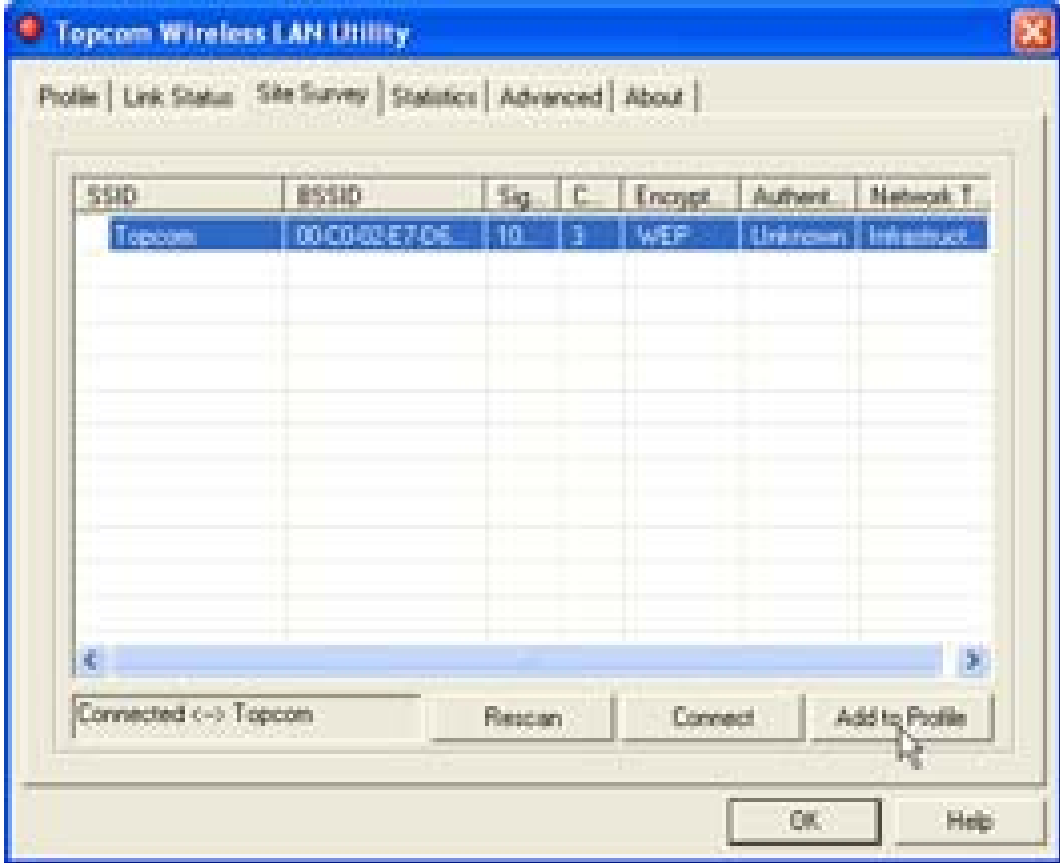 Topcom Wireless LAN Utility
Profile Link Status Site Survey Statistics Advanced About
SSID BSSID Sig... C... Encrypt... Authent... Network T...
Topcom 00-C0-02-E7-D6... 10... 3 WEP Unknown Infrastruct...
Connected <--> Topcom Rescan Connect Add to Profile
OK Help